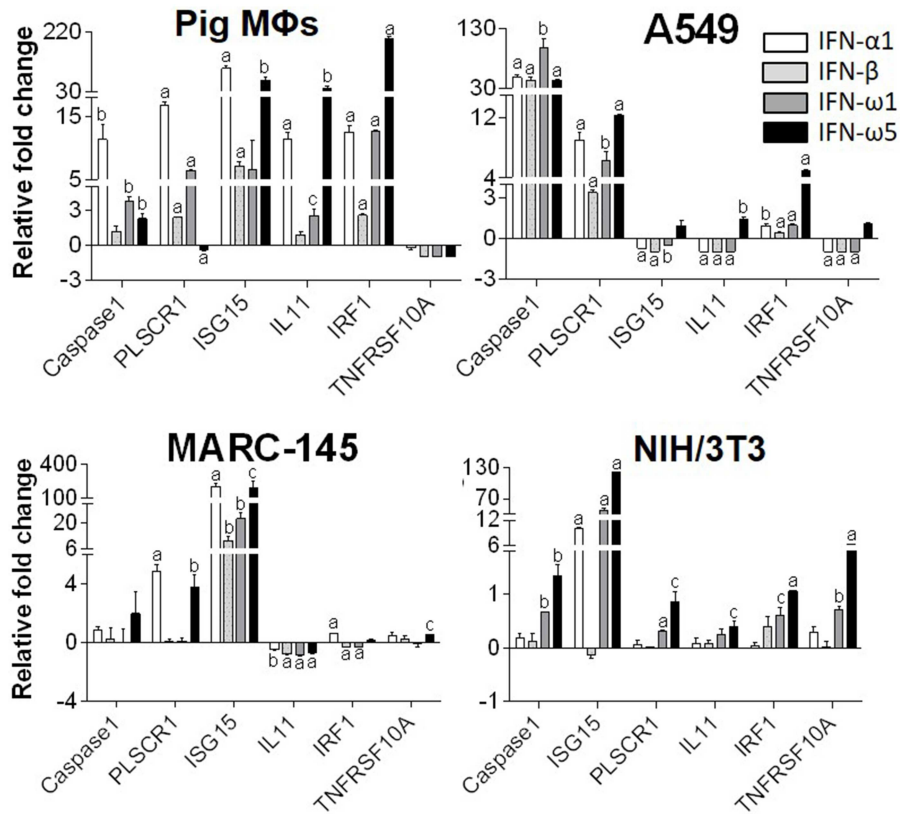 Pig MΦs
Relative fold change
220
30
15
5
3
0
-3
b a a a a
b b a c a b b a a a
a
Caspase1
PLSCR1
ISG15
IL11
IRF1
TNFRSF10A
A549
IFN-α1
IFN-β
IFN-ω1
IFN-ω5
130
30
12
4
3
0
-3
a a b a
a a b a
a a b
a a a b
b a a a
a a a
Caspase1
PLSCR1
ISG15
IL11
IRF1
TNFRSF10A
MARC-145
Relative fold change
400
100
20
6
4
0
-4
a b
a b b c
b a a a
a a a
c
Caspase1
PLSCR1
ISG15
IL11
IRF1
TNFRSF10A
NIH/3T3
130
70
12
6
1
0
-1
b b
a a a
a c
c
c a
b a
Caspase1
ISG15
PLSCR1
IL11
IRF1
TNFRSF10A